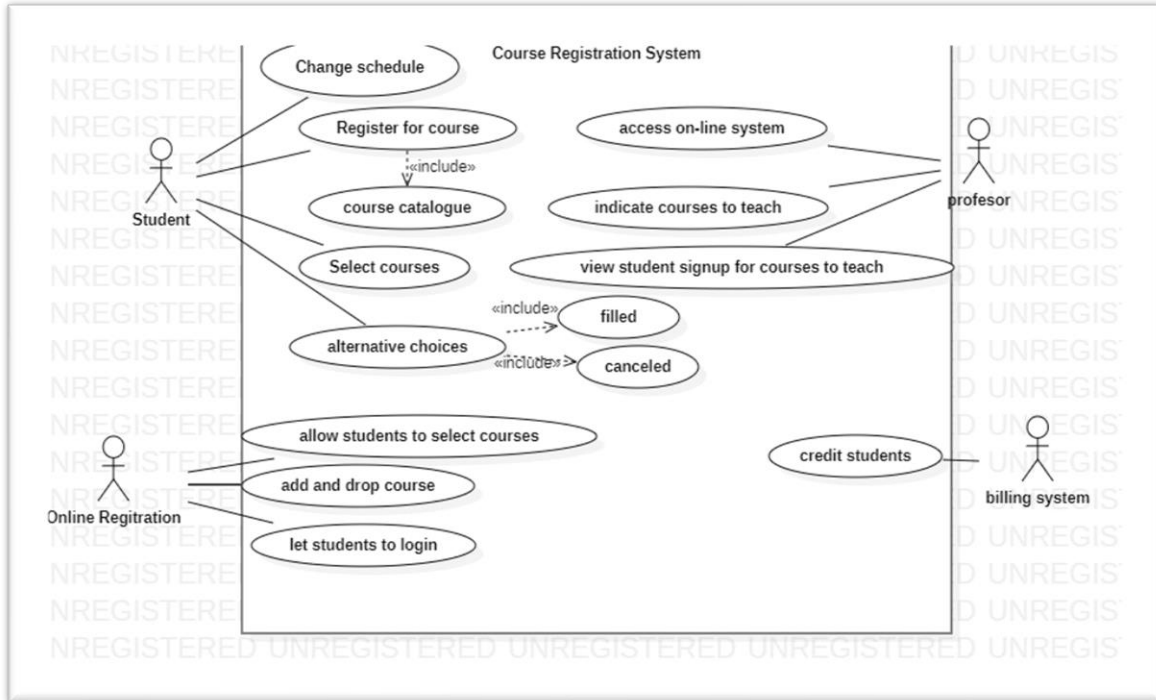 Course Registration System
Change schedule
Register for course
«include»
course catalogue
Select courses
alternative choices
«include»
filled
«include»
canceled
Student
access on-line system
indicate courses to teach
view student signup for courses to teach
profesor
allow students to select courses
add and drop course
let students to login
Online Regitration
credit students
billing system
NREGISTERED UNREGISTERED UNREGISTERED UNREGISTERED UNREGIS